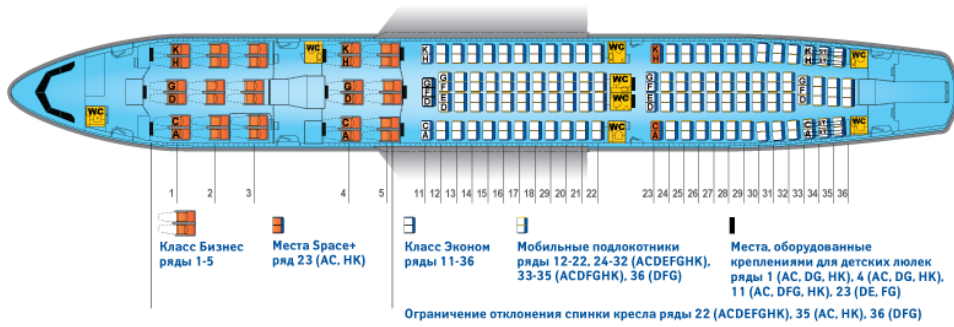 K H K H K H WC K H
G D G D G F D G F E D WC WC G F E D G F D
WC C A C A C A WC C A WC
1 2 3 4 5 11 12 13 14 15 16 17 18 29 20 21 22 23 24 25 26 27 28 29 30 31 32 33 34 35 36
Класс Бизнес
ряды 1-5
Места Space+
ряд 23 (AC, HK)
Класс Эконом
ряды 11-36
Мобильные подлокотники
ряды 12-22, 24-32 (ACDEFGHK),
33-35 (ACDFGHK), 36 (DFG)
Места, оборудованные
креплениями для детских люлек
ряды 1 (AC, DG, HK), 4 (AC, DG, HK),
11 (AC, DFG, HK), 23 (DE, FG)
Ограничение отклонения спинки кресла ряды 22 (ACDEFGHK), 35 (AC, HK), 36 (DFG)